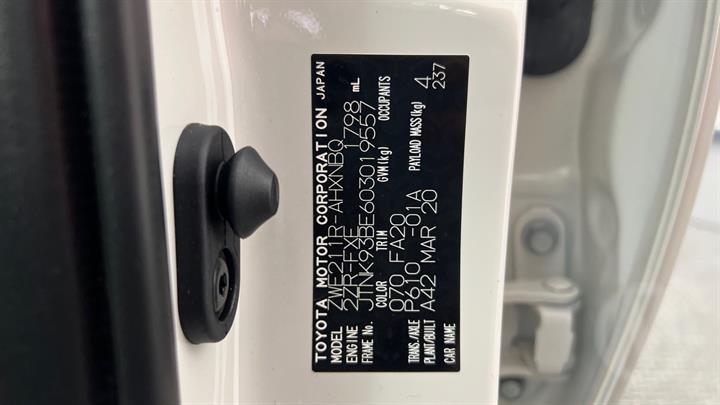 TOYOTA MOTOR CORPORATION JAPAN
MODEL ZWE211R-AHXNBQ
ENGINE 2ZR-FXE 1798 mL
FRAME No. JTNK93BE603019557
COLOR TRIM GVM(kg) OCCUPANTS
070 FA20 4
TRANS./AXLE P610 -01A PAYLOAD MASS(kg) 237
PLANT/BUILT A42 MAR 20
CAR NAME